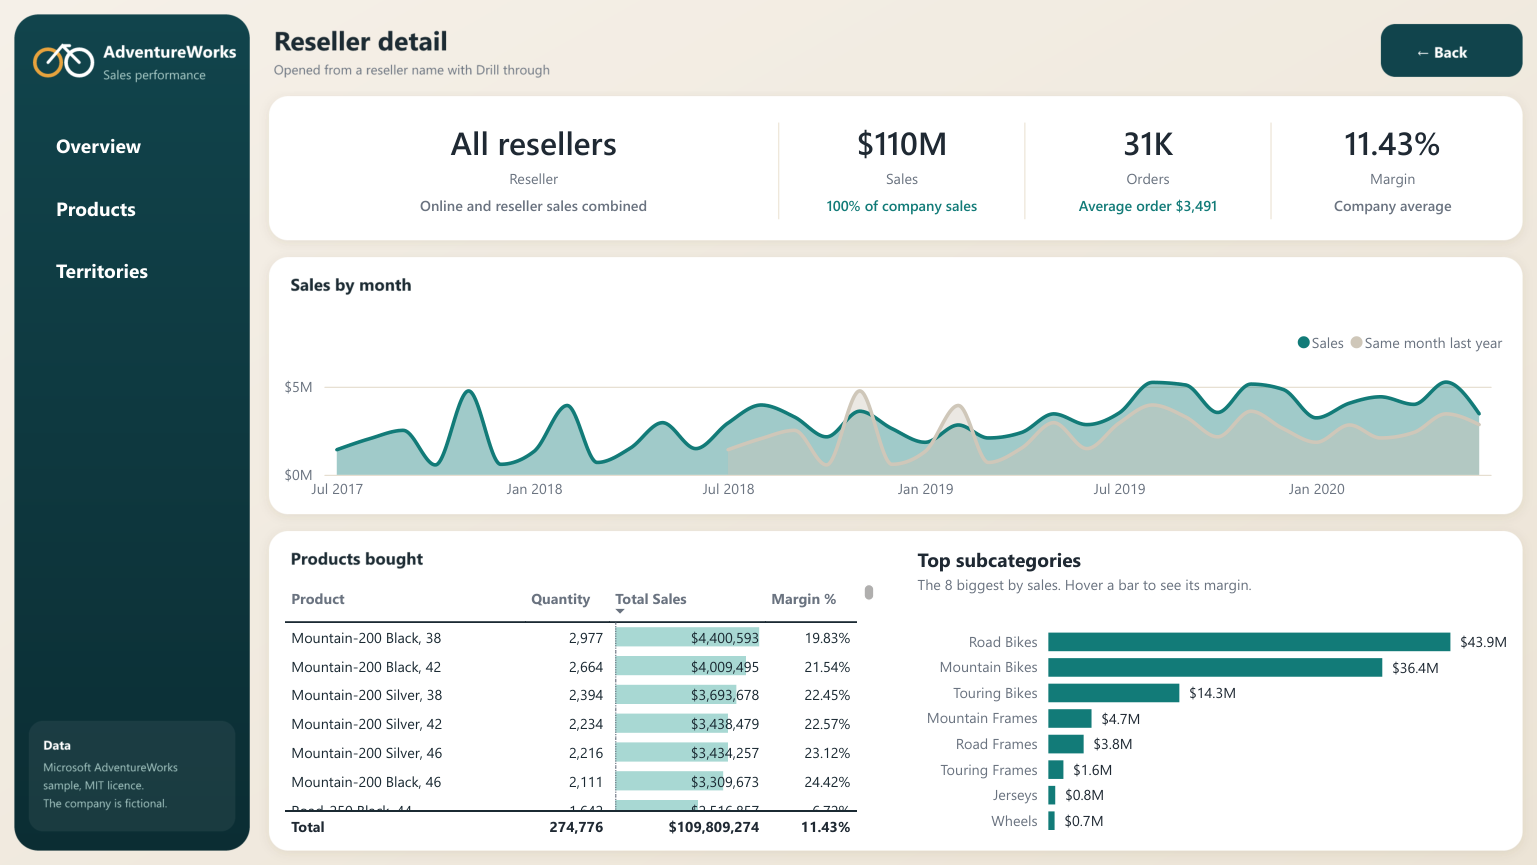 AdventureWorks
Sales performance
Overview
Products
Territories
Data
Microsoft AdventureWorks
sample, MIT licence.
The company is fictional.
Reseller detail
Opened from a reseller name with Drill through
← Back
All resellers
Reseller
Online and reseller sales combined
$110M
Sales
100% of company sales
31K
Orders
Average order $3,491
11.43%
Margin
Company average
Sales by month
Sales Same month last year
$5M
$0M
Jul 2017 Jan 2018 Jul 2018 Jan 2019 Jul 2019 Jan 2020
Products bought
Product Quantity Total Sales Margin %
Mountain-200 Black, 38 2,977 $4,400,593 19.83%
Mountain-200 Black, 42 2,664 $4,009,495 21.54%
Mountain-200 Silver, 38 2,394 $3,693,678 22.45%
Mountain-200 Silver, 42 2,234 $3,438,479 22.57%
Mountain-200 Silver, 46 2,216 $3,434,257 23.12%
Mountain-200 Black, 46 2,111 $3,309,673 24.42%
Total 274,776 $109,809,274 11.43%
Top subcategories
The 8 biggest by sales. Hover a bar to see its margin.
Road Bikes $43.9M
Mountain Bikes $36.4M
Touring Bikes $14.3M
Mountain Frames $4.7M
Road Frames $3.8M
Touring Frames $1.6M
Jerseys $0.8M
Wheels $0.7M